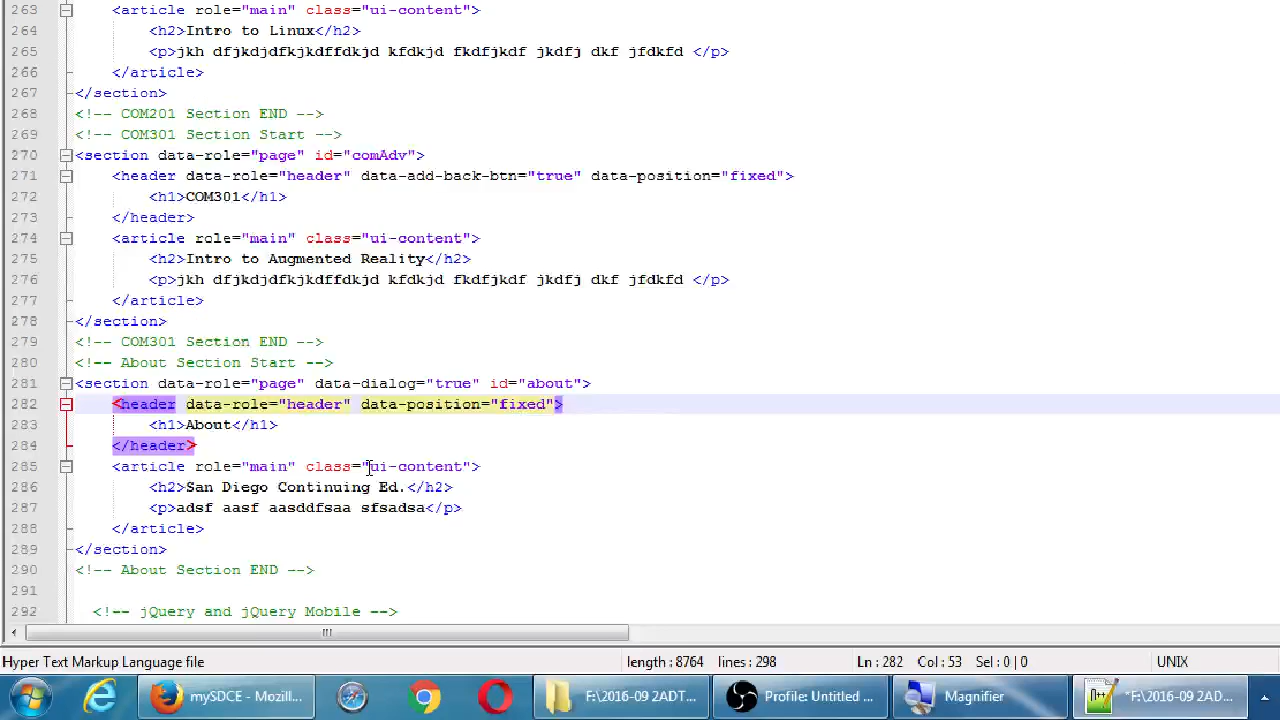 263 <article role="main" class="ui-content">
264 <h2>Intro to Linux</h2>
265 <p>jkh dfjkdjdfkjkdffdkjd kfdkjd fkdfjkdf jkdfj dkf jfdkfd </p>
266 </article>
267 </section>
268 <!-- COM201 Section END -->
269 <!-- COM301 Section Start -->
270 <section data-role="page" id="comAdv">
271 <header data-role="header" data-add-back-btn="true" data-position="fixed">
272 <h1>COM301</h1>
273 </header>
274 <article role="main" class="ui-content">
275 <h2>Intro to Augmented Reality</h2>
276 <p>jkh dfjkdjdfkjkdffdkjd kfdkjd fkdfjkdf jkdfj dkf jfdkfd </p>
277 </article>
278 </section>
279 <!-- COM301 Section END -->
280 <!-- About Section Start -->
281 <section data-role="page" data-dialog="true" id="about">
282 <header data-role="header" data-position="fixed">
283 <h1>About</h1>
284 </header>
285 <article role="main" class="ui-content">
286 <h2>San Diego Continuing Ed.</h2>
287 <p>adsf aasf aasddfsaa sfsadsa</p>
288 </article>
289 </section>
290 <!-- About Section END -->
291
292 <!-- jQuery and jQuery Mobile -->
Hyper Text Markup Language file length : 8764 lines : 298 Ln : 282 Col : 53 Sel : 0 | 0 UNIX
mySDCE - Mozill... F:\2016-09 2ADT... Profile: Untitled ... Magnifier *F:\2016-09 2AD...